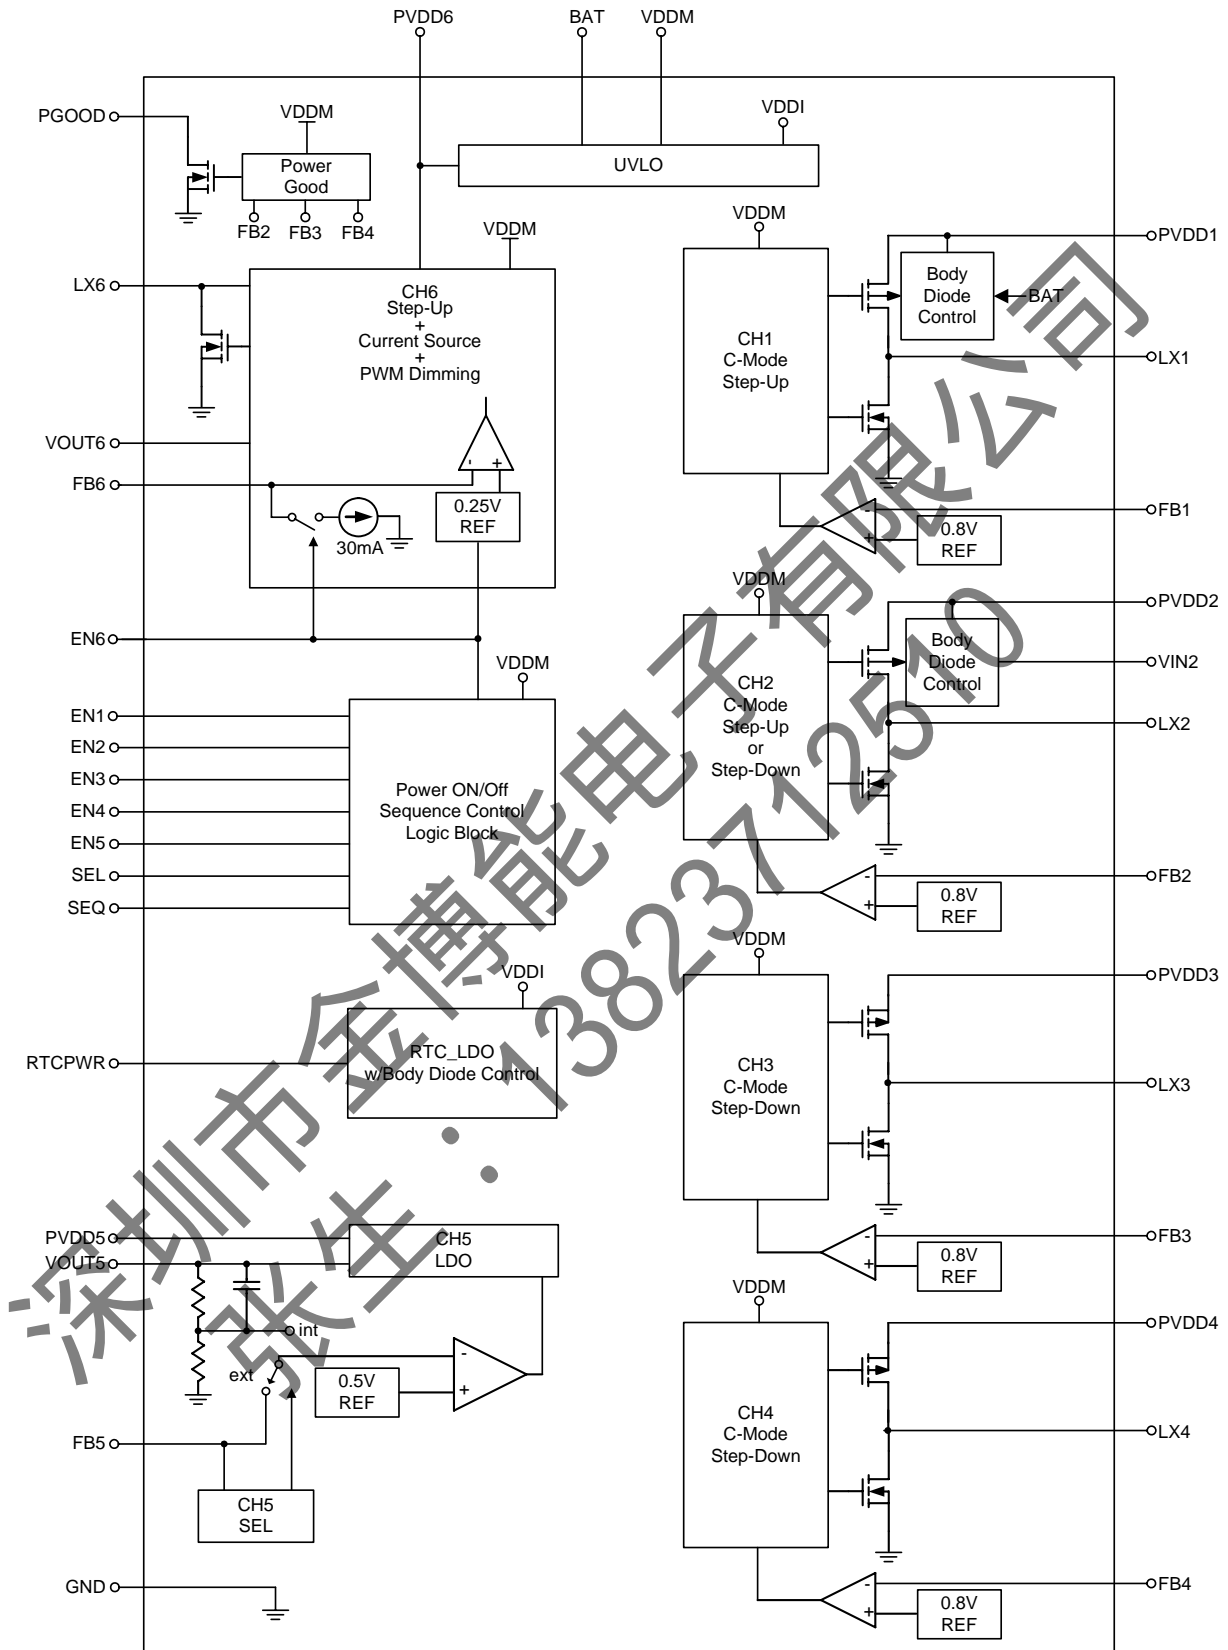 PVDD6
BAT
VDDM
PGOOD
VDDM
Power
Good
FB2
FB3
FB4
VDDI
UVLO
VDDM
LX6
CH6
Step-Up
+
Current Source
+
PWM Dimming
VOUT6
FB6
-
+
0.25V
REF
30mA
EN6
VDDM
EN1
EN2
EN3
EN4
EN5
SEL
SEQ
Power ON/Off
Sequence Control
Logic Block
VDDI
RTCPWR
RTC_LDO
w/Body Diode Control
PVDD5
VOUT5
CH5
LDO
int
ext
0.5V
REF
-
+
FB5
CH5
SEL
GND
VDDM
CH1
C-Mode
Step-Up
Body
Diode
Control
BAT
PVDD1
LX1
FB1
-
+
0.8V
REF
VDDM
CH2
C-Mode
Step-Up
or
Step-Down
Body
Diode
Control
PVDD2
VIN2
LX2
FB2
-
+
0.8V
REF
VDDM
CH3
C-Mode
Step-Down
PVDD3
LX3
FB3
-
+
0.8V
REF
VDDM
CH4
C-Mode
Step-Down
PVDD4
LX4
FB4
-
+
0.8V
REF
深圳市金博能电子有限公司
张生：13823712510